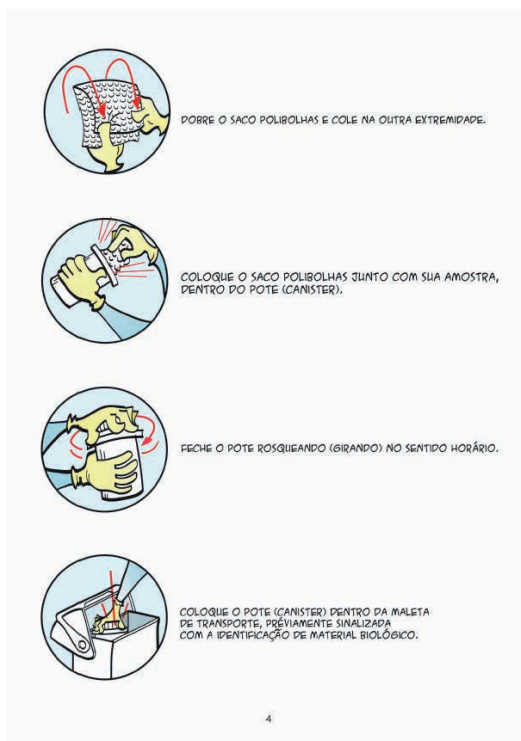 DOBRE O SACO POLIBOLHAS E COLE NA OUTRA EXTREMIDADE.
COLOQUE O SACO POLIBOLHAS JUNTO COM SUA AMOSTRA,
DENTRO DO POTE (CANISTER).
FECHE O POTE ROSQUEANDO (GIRANDO) NO SENTIDO HORÁRIO.
COLOQUE O POTE (CANISTER) DENTRO DA MALETA
DE TRANSPORTE, PRÉVIAMENTE SINALIZADA
COM A IDENTIFICAÇÃO DE MATERIAL BIOLÓGICO.
4